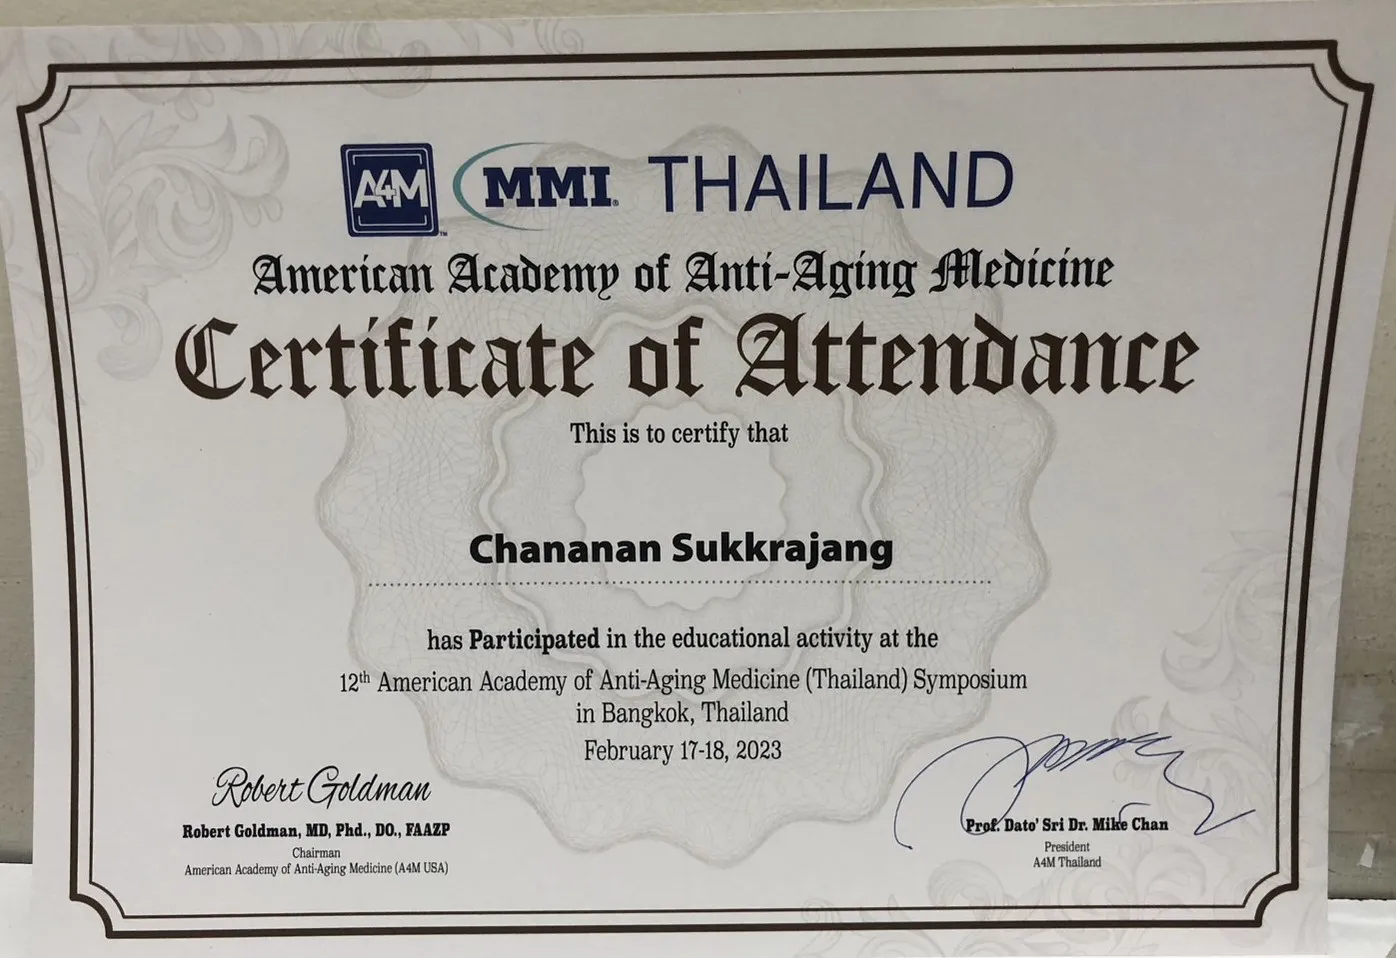 A4M™ MMI® THAILAND
American Academy of Anti-Aging Medicine
Certificate of Attendance
This is to certify that
Chananan Sukkrajang
has Participated in the educational activity at the
12th American Academy of Anti-Aging Medicine (Thailand) Symposium
in Bangkok, Thailand
February 17-18, 2023
Robert Goldman
Robert Goldman, MD, Phd., DO., FAAZP
Chairman
American Academy of Anti-Aging Medicine (A4M USA)
Prof. Dato' Sri Dr. Mike Chan
President
A4M Thailand